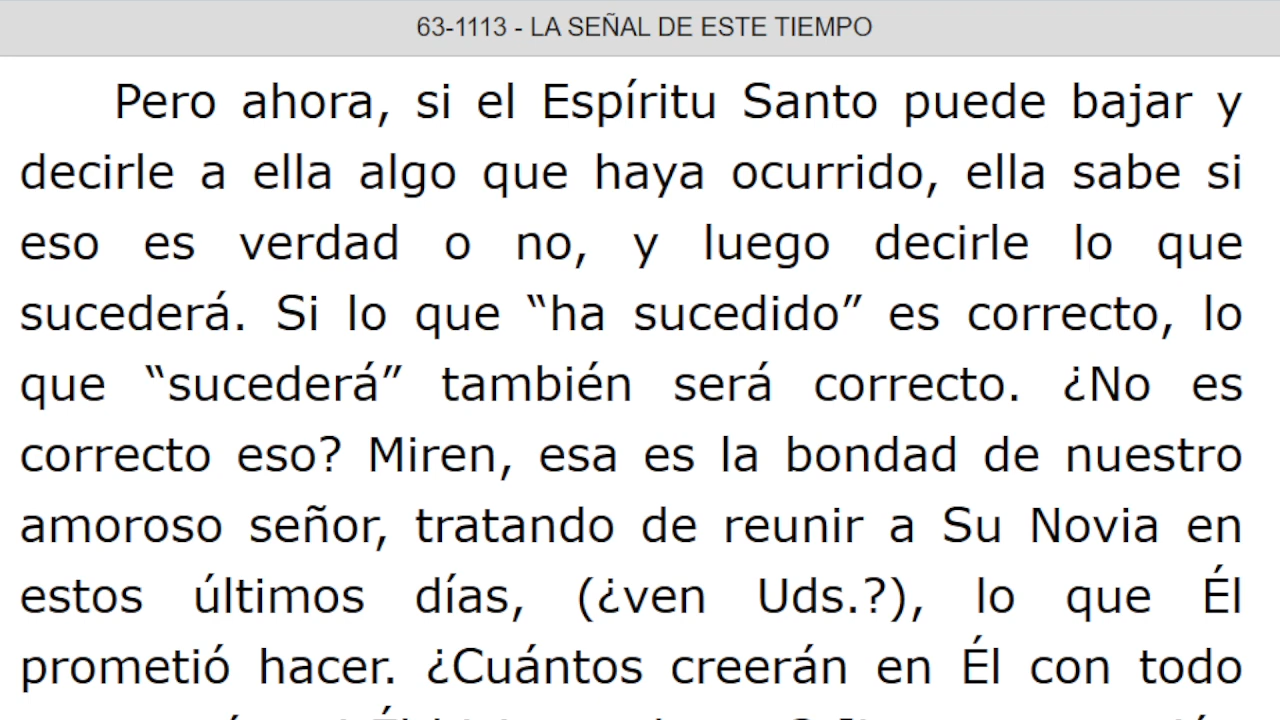 63-1113 - LA SEÑAL DE ESTE TIEMPO
Pero ahora, si el Espíritu Santo puede bajar y
decirle a ella algo que haya ocurrido, ella sabe si
eso es verdad o no, y luego decirle lo que
sucederá. Si lo que “ha sucedido” es correcto, lo
que “sucederá” también será correcto. ¿No es
correcto eso? Miren, esa es la bondad de nuestro
amoroso señor, tratando de reunir a Su Novia en
estos últimos días, (¿ven Uds.?), lo que Él
prometió hacer. ¿Cuántos creerán en Él con todo